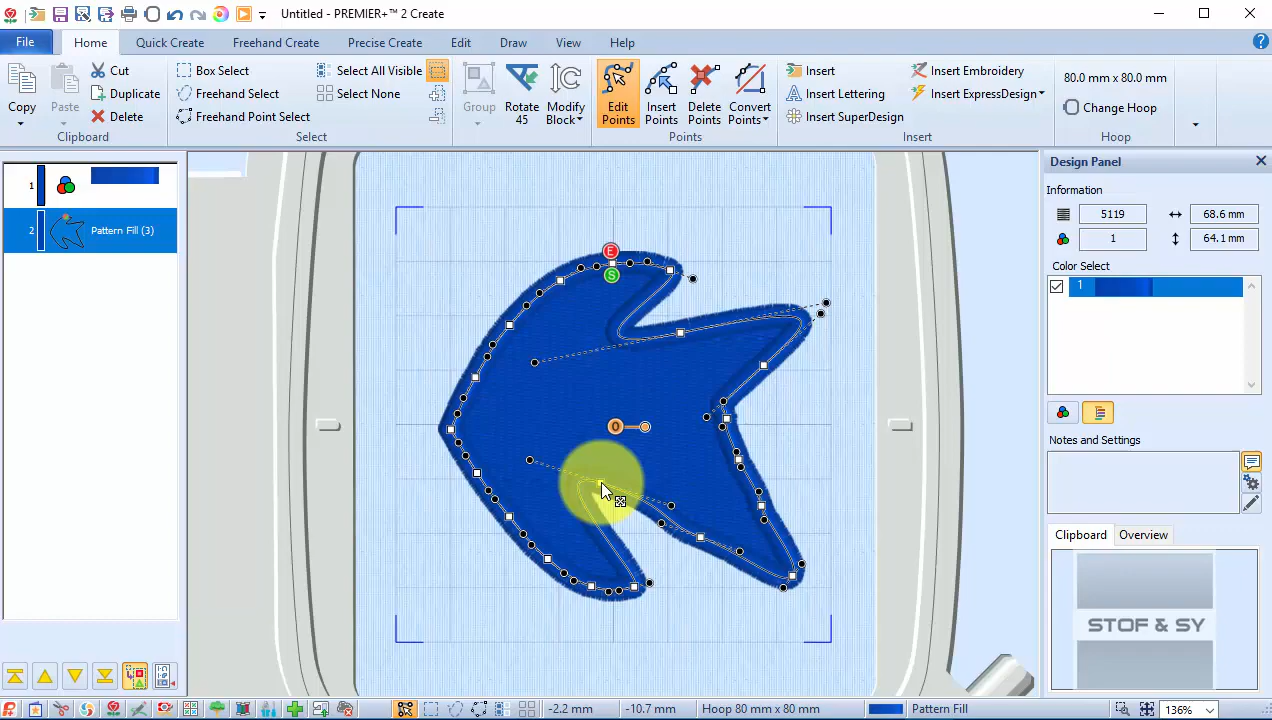 Untitled - PREMIER+™ 2 Create
File
Home
Quick Create
Freehand Create
Precise Create
Edit
Draw
View
Help
Copy
Paste
Cut
Duplicate
Delete
Clipboard
Box Select
Freehand Select
Freehand Point Select
Select All Visible
Select None
Select
Group
Rotate
45
Modify
Block
Edit
Points
Insert
Points
Delete
Points
Convert
Points
Points
Insert
Insert Lettering
Insert SuperDesign
Insert Embroidery
Insert ExpressDesign
Insert
80.0 mm x 80.0 mm
Change Hoop
Hoop
1
2
Pattern Fill (3)
E
S
0
Design Panel
Information
5119
68.6 mm
1
64.1 mm
Color Select
1
Notes and Settings
Clipboard
Overview
STOF & SY
-2.2 mm
-10.7 mm
Hoop 80 mm x 80 mm
Pattern Fill
136%